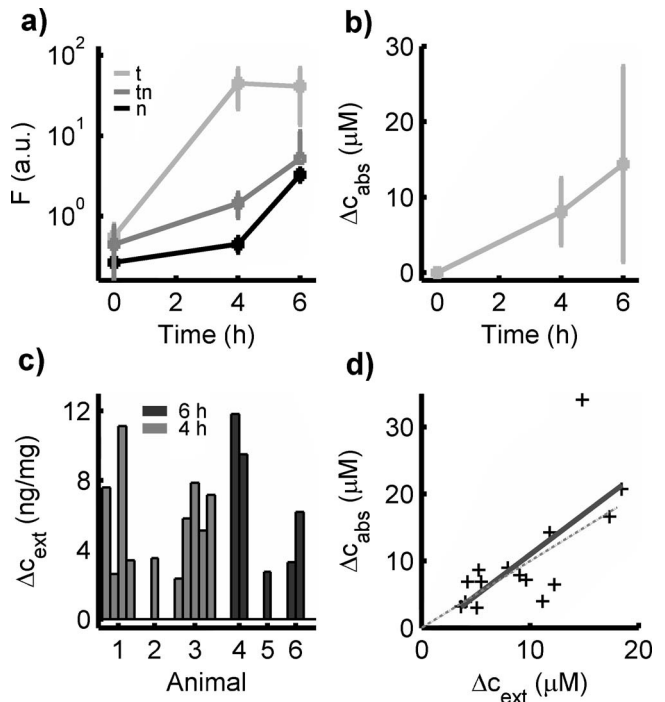 a)
F (a.u.)
10²
10¹
10⁰
t
tn
n
0 2 4 6
Time (h)
b)
Δc_abs (μM)
30
20
10
0
0 2 4 6
Time (h)
c)
Δc_ext (ng/mg)
12
8
4
0
6 h
4 h
1 2 3 4 5 6
Animal
d)
Δc_abs (μM)
30
20
10
0
0 10 20
Δc_ext (μM)